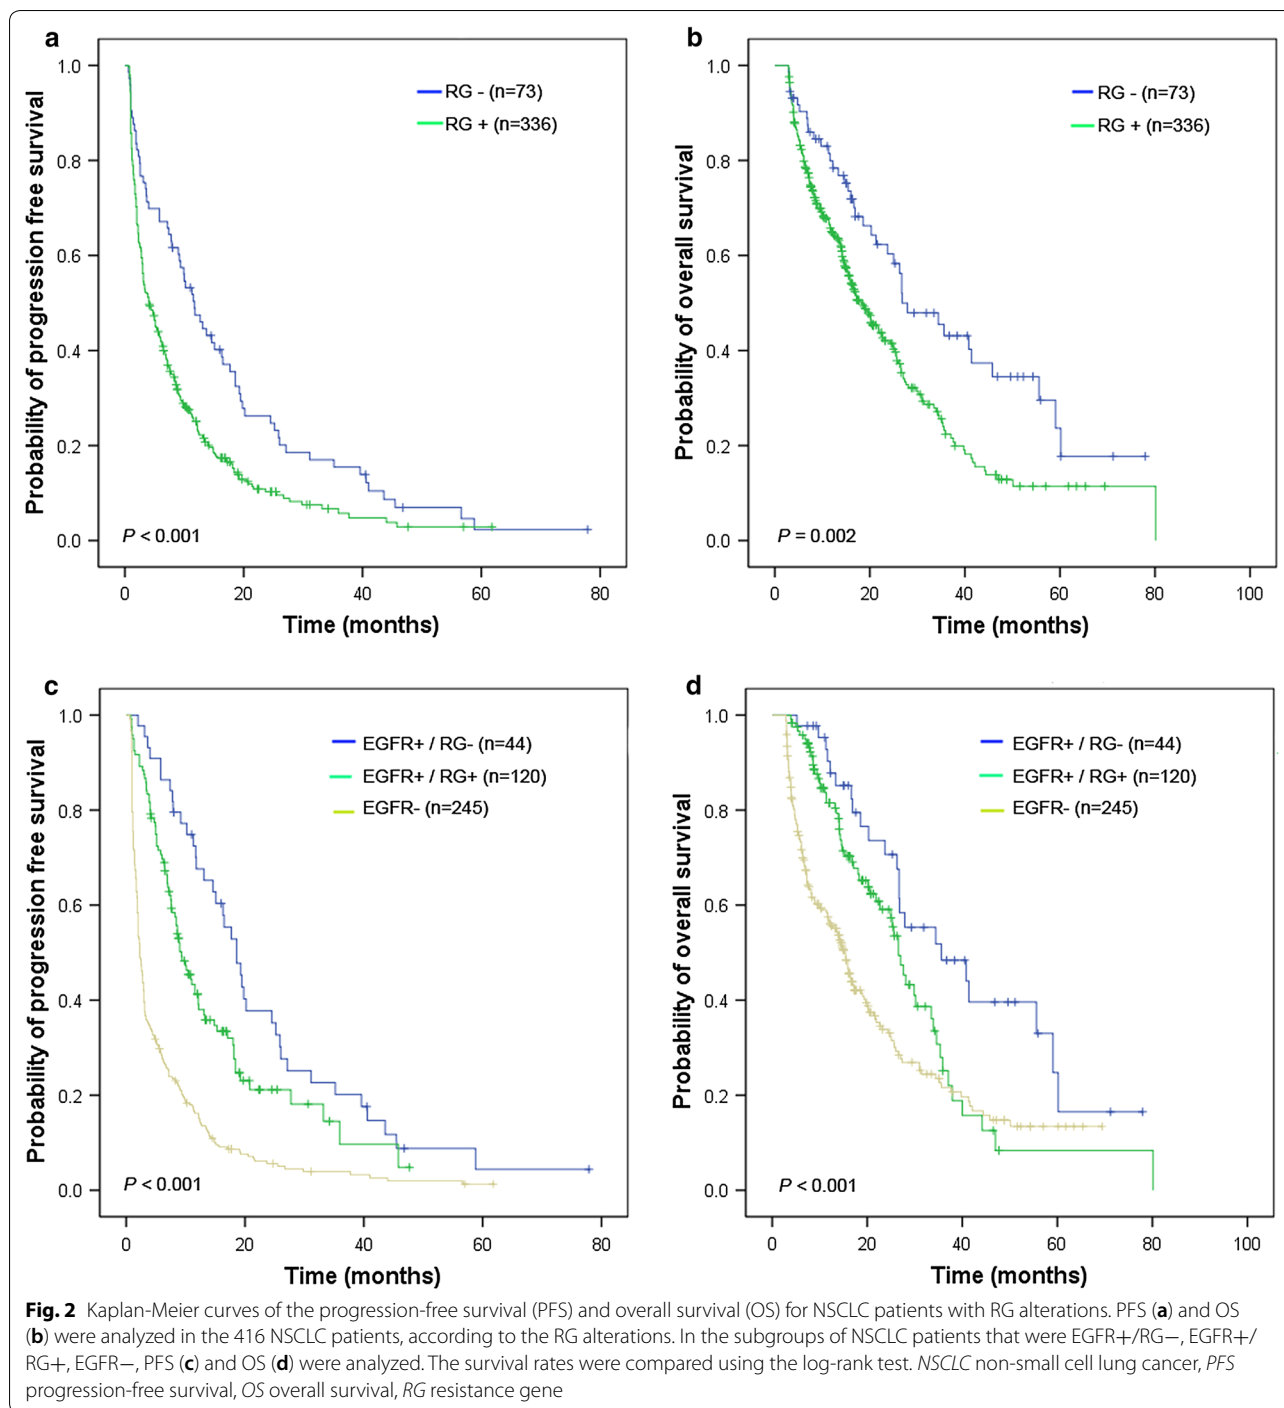 a
Probability of progression free survival
1.0
0.8
0.6
0.4
0.2
0.0
RG - (n=73)
RG + (n=336)
P < 0.001
0 20 40 60 80
Time (months)
b
Probability of overall survival
1.0
0.8
0.6
0.4
0.2
0.0
RG - (n=73)
RG + (n=336)
P = 0.002
0 20 40 60 80 100
Time (months)
c
Probability of progression free survival
1.0
0.8
0.6
0.4
0.2
0.0
EGFR+ / RG- (n=44)
EGFR+ / RG+ (n=120)
EGFR- (n=245)
P < 0.001
0 20 40 60 80
Time (months)
d
Probability of overall survival
1.0
0.8
0.6
0.4
0.2
0.0
EGFR+ / RG- (n=44)
EGFR+ / RG+ (n=120)
EGFR- (n=245)
P < 0.001
0 20 40 60 80 100
Time (months)
Fig. 2 Kaplan-Meier curves of the progression-free survival (PFS) and overall survival (OS) for NSCLC patients with RG alterations. PFS (a) and OS
(b) were analyzed in the 416 NSCLC patients, according to the RG alterations. In the subgroups of NSCLC patients that were EGFR+/RG−, EGFR+/
RG+, EGFR−, PFS (c) and OS (d) were analyzed. The survival rates were compared using the log-rank test. NSCLC non-small cell lung cancer, PFS
progression-free survival, OS overall survival, RG resistance gene